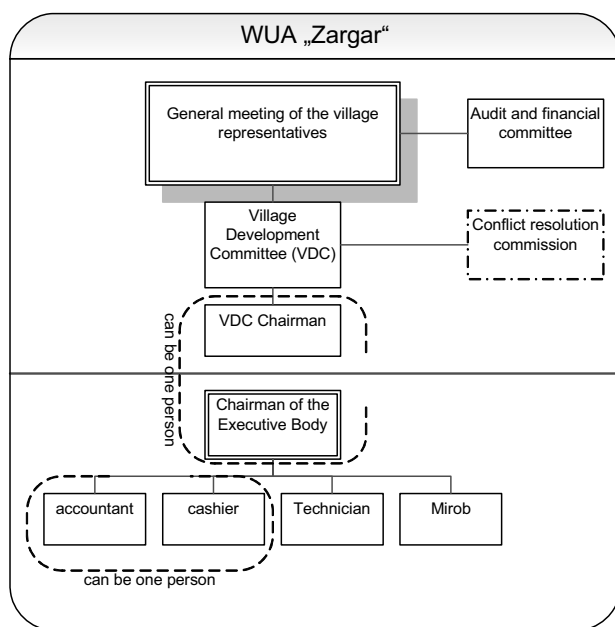 WUA „Zargar“
General meeting of the village
representatives
Audit and financial
committee
Village
Development
Committee (VDC)
Conflict resolution
commission
can be one person
VDC Chairman
Chairman of the
Executive Body
accountant
cashier
Technician
Mirob
can be one person